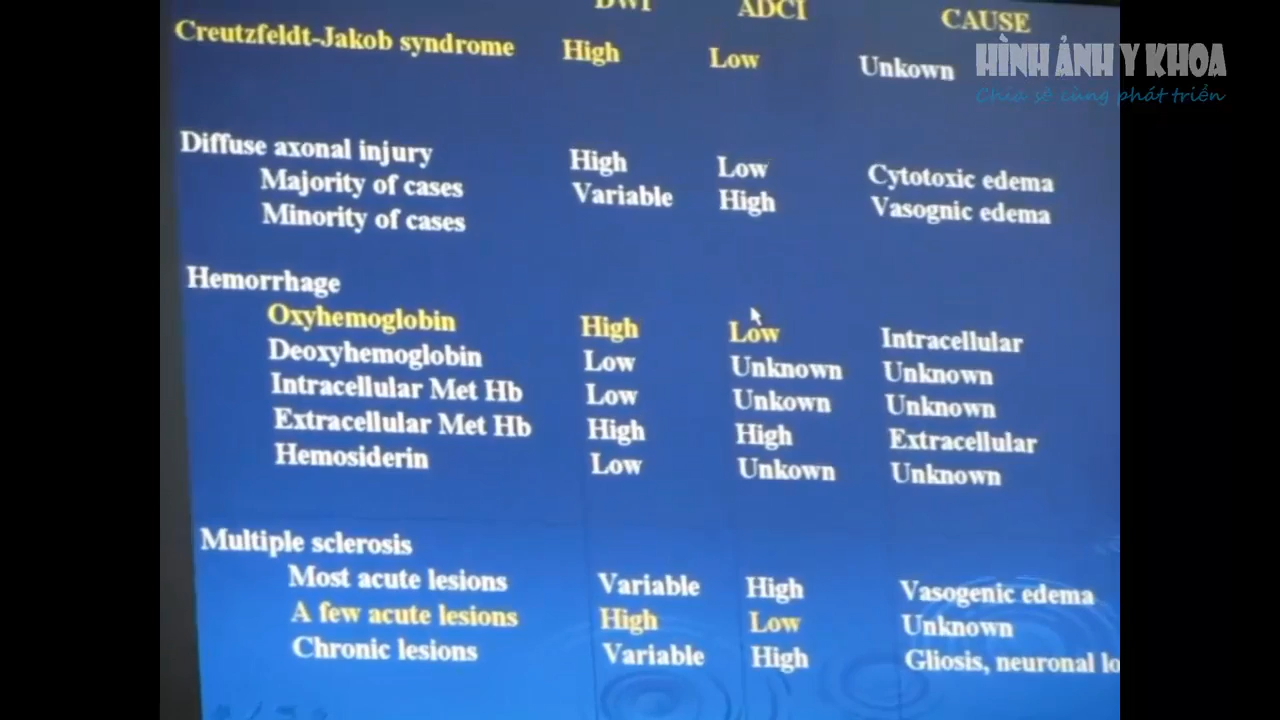 DWI ADCI CAUSE
Creutzfeldt-Jakob syndrome High Low Unkown
HÌNH ẢNH Y KHOA
Chia sẻ cùng phát triển
Diffuse axonal injury High Low Cytotoxic edema
Majority of cases Variable High Vasognic edema
Minority of cases
Hemorrhage
Oxyhemoglobin High Low Intracellular
Deoxyhemoglobin Low Unknown Unknown
Intracellular Met Hb Low Unkown Unknown
Extracellular Met Hb High High Extracellular
Hemosiderin Low Unkown Unknown
Multiple sclerosis
Most acute lesions Variable High Vasogenic edema
A few acute lesions High Low Unknown
Chronic lesions Variable High Gliosis, neuronal lo